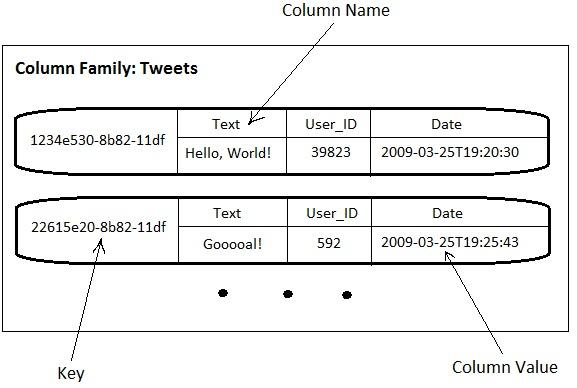 Column Name
Column Family: Tweets
Text User_ID Date
1234e530-8b82-11df
Hello, World! 39823 2009-03-25T19:20:30
Text User_ID Date
22615e20-8b82-11df
Gooooal! 592 2009-03-25T19:25:43
Key
Column Value